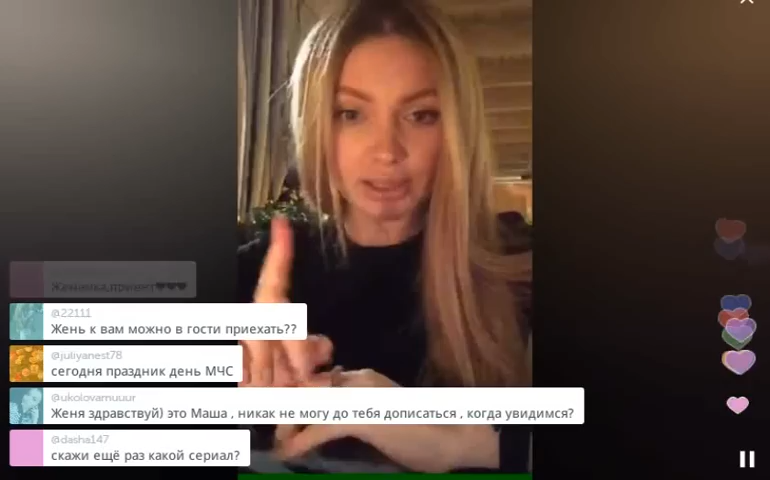 Женечка,привет♥♥♥
@22111
Жень к вам можно в гости приехать??
@juliyanest78
сегодня праздник день МЧС
@ukolovamuuur
Женя здравствуй) это Маша , никак не могу до тебя дописаться , когда увидимся?
@dasha147
скажи ещё раз какой сериал?